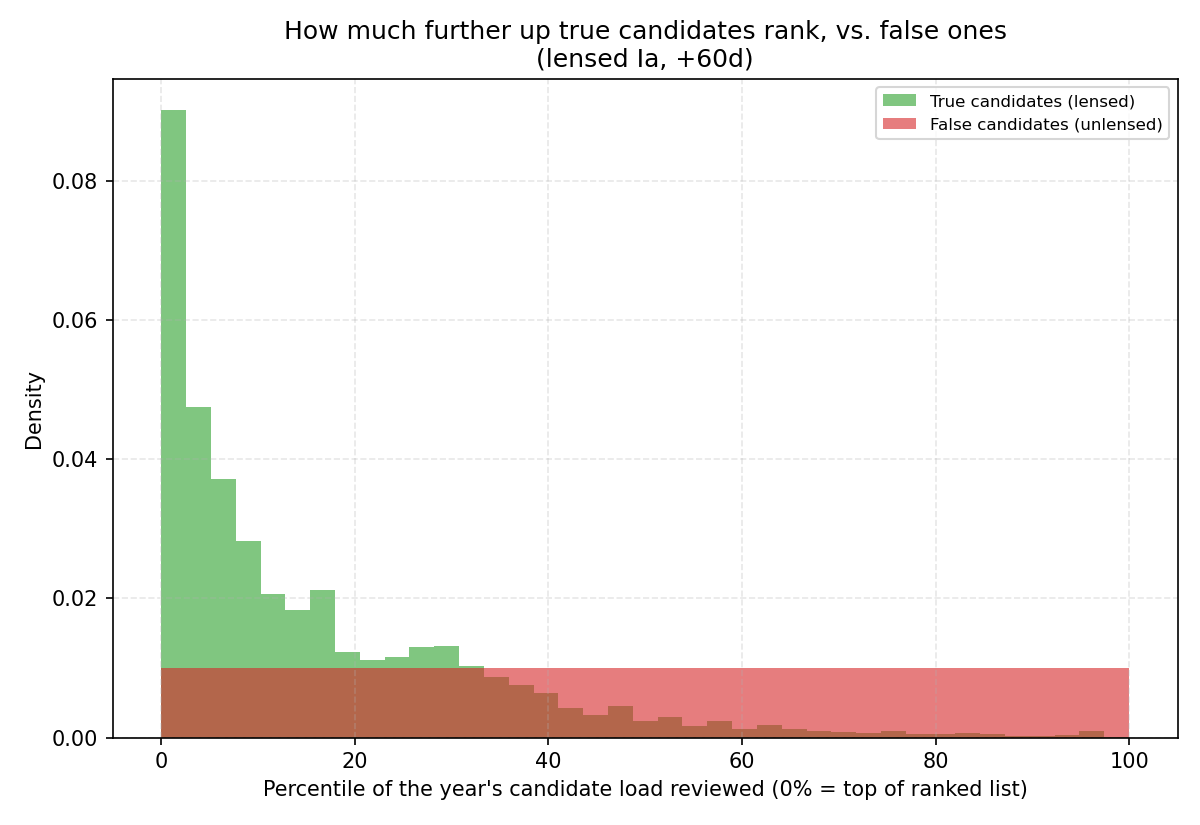 How much further up true candidates rank, vs. false ones
(lensed Ia, +60d)
True candidates (lensed)
False candidates (unlensed)
Density
0.08
0.06
0.04
0.02
0.00
0
20
40
60
80
100
Percentile of the year's candidate load reviewed (0% = top of ranked list)